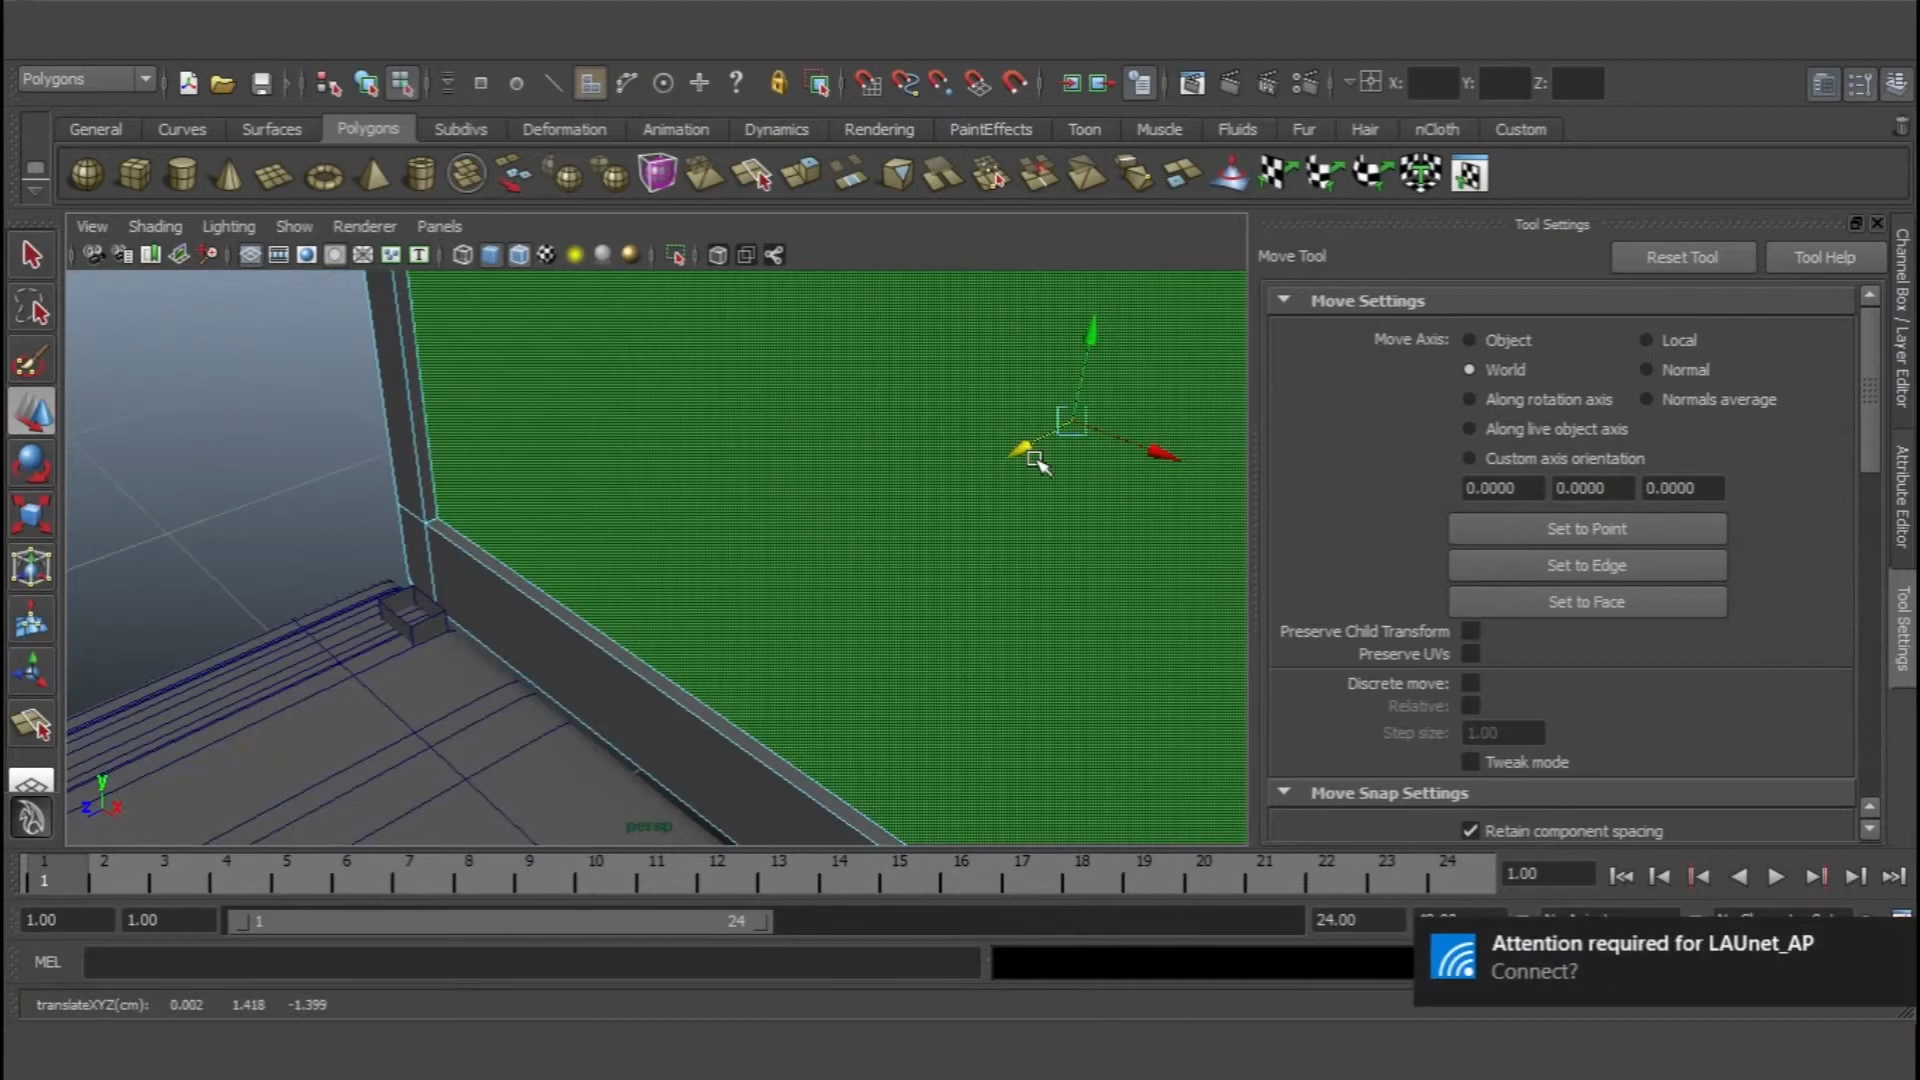 Polygons
X: Y: Z:
General Curves Surfaces Polygons Subdivs Deformation Animation Dynamics Rendering PaintEffects Toon Muscle Fluids Fur Hair nCloth Custom
View Shading Lighting Show Renderer Panels
Tool Settings
Move Tool Reset Tool Tool Help
Move Settings
Move Axis: Object Local
World Normal
Along rotation axis Normals average
Along live object axis
Custom axis orientation
0.0000 0.0000 0.0000
Set to Point
Set to Edge
Set to Face
Preserve Child Transform
Preserve UVs
Discrete move:
Relative:
Step size: 1.00
Tweak mode
Move Snap Settings
Retain component spacing
Channel Box / Layer Editor
Attribute Editor
Tool Settings
y
z x
persp
1 2 3 4 5 6 7 8 9 10 11 12 13 14 15 16 17 18 19 20 21 22 23 24
1 1.00
1.00 1.00 1 24 24.00
MEL
Attention required for LAUnet_AP
Connect?
translateXYZ(cm): 0.002 1.418 -1.399